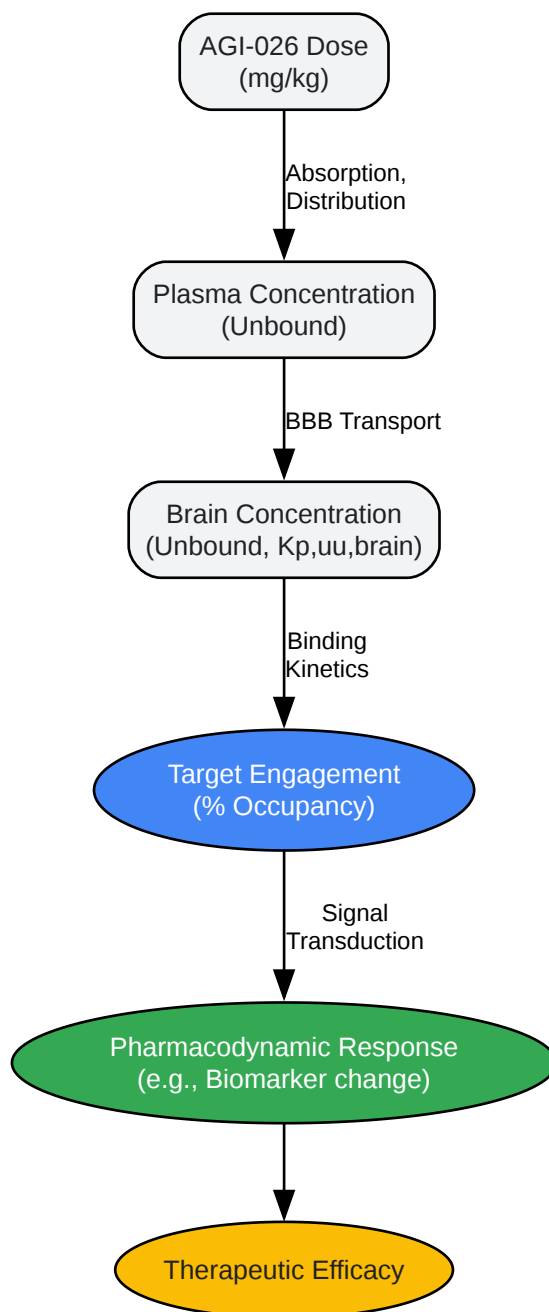 AGI-026 Dose
(mg/kg)
Absorption,
Distribution
Plasma Concentration
(Unbound)
BBB Transport
Brain Concentration
(Unbound, Kp,uu,brain)
Binding
Kinetics
Target Engagement
(% Occupancy)
Signal
Transduction
Pharmacodynamic Response
(e.g., Biomarker change)
Therapeutic Efficacy